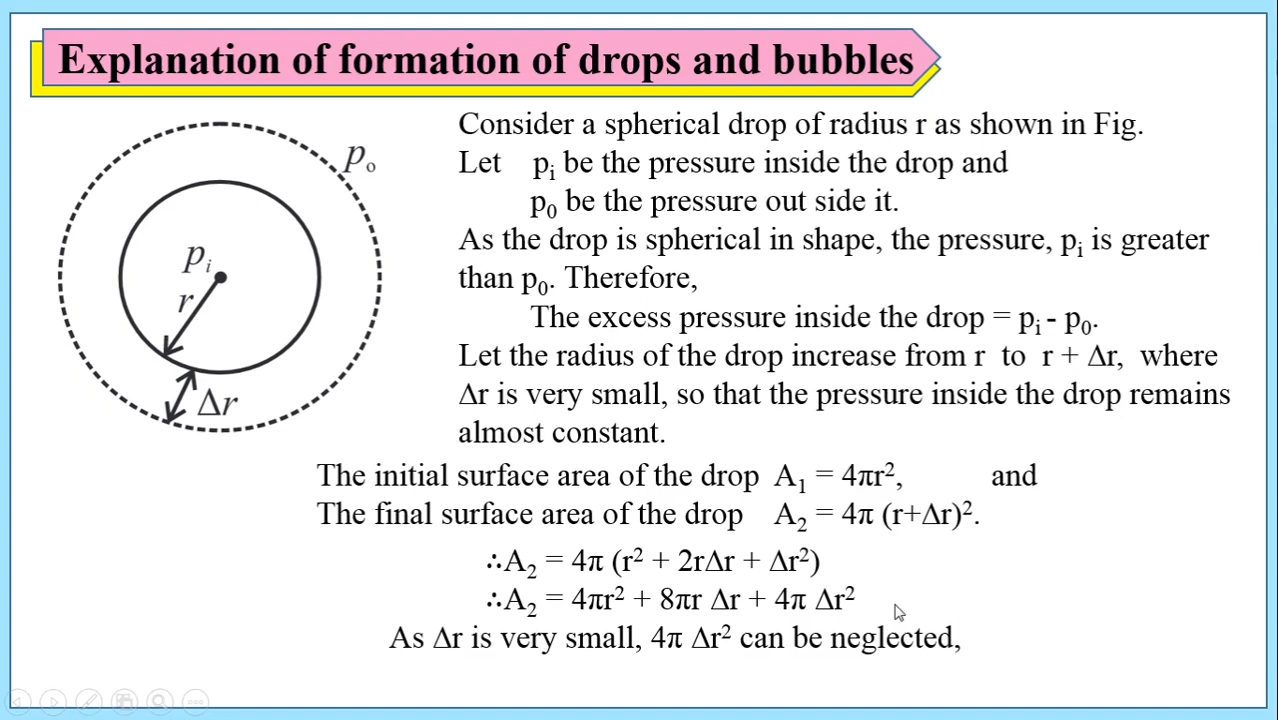 Explanation of formation of drops and bubbles
pₒ
pᵢ
r
Δr
Consider a spherical drop of radius r as shown in Fig.
Let pᵢ be the pressure inside the drop and
p₀ be the pressure out side it.
As the drop is spherical in shape, the pressure, pᵢ is greater
than p₀. Therefore,
The excess pressure inside the drop = pᵢ - p₀.
Let the radius of the drop increase from r to r + Δr, where
Δr is very small, so that the pressure inside the drop remains
almost constant.
The initial surface area of the drop A₁ = 4πr², and
The final surface area of the drop A₂ = 4π (r+Δr)².
∴A₂ = 4π (r² + 2rΔr + Δr²)
∴A₂ = 4πr² + 8πr Δr + 4π Δr²
As Δr is very small, 4π Δr² can be neglected,